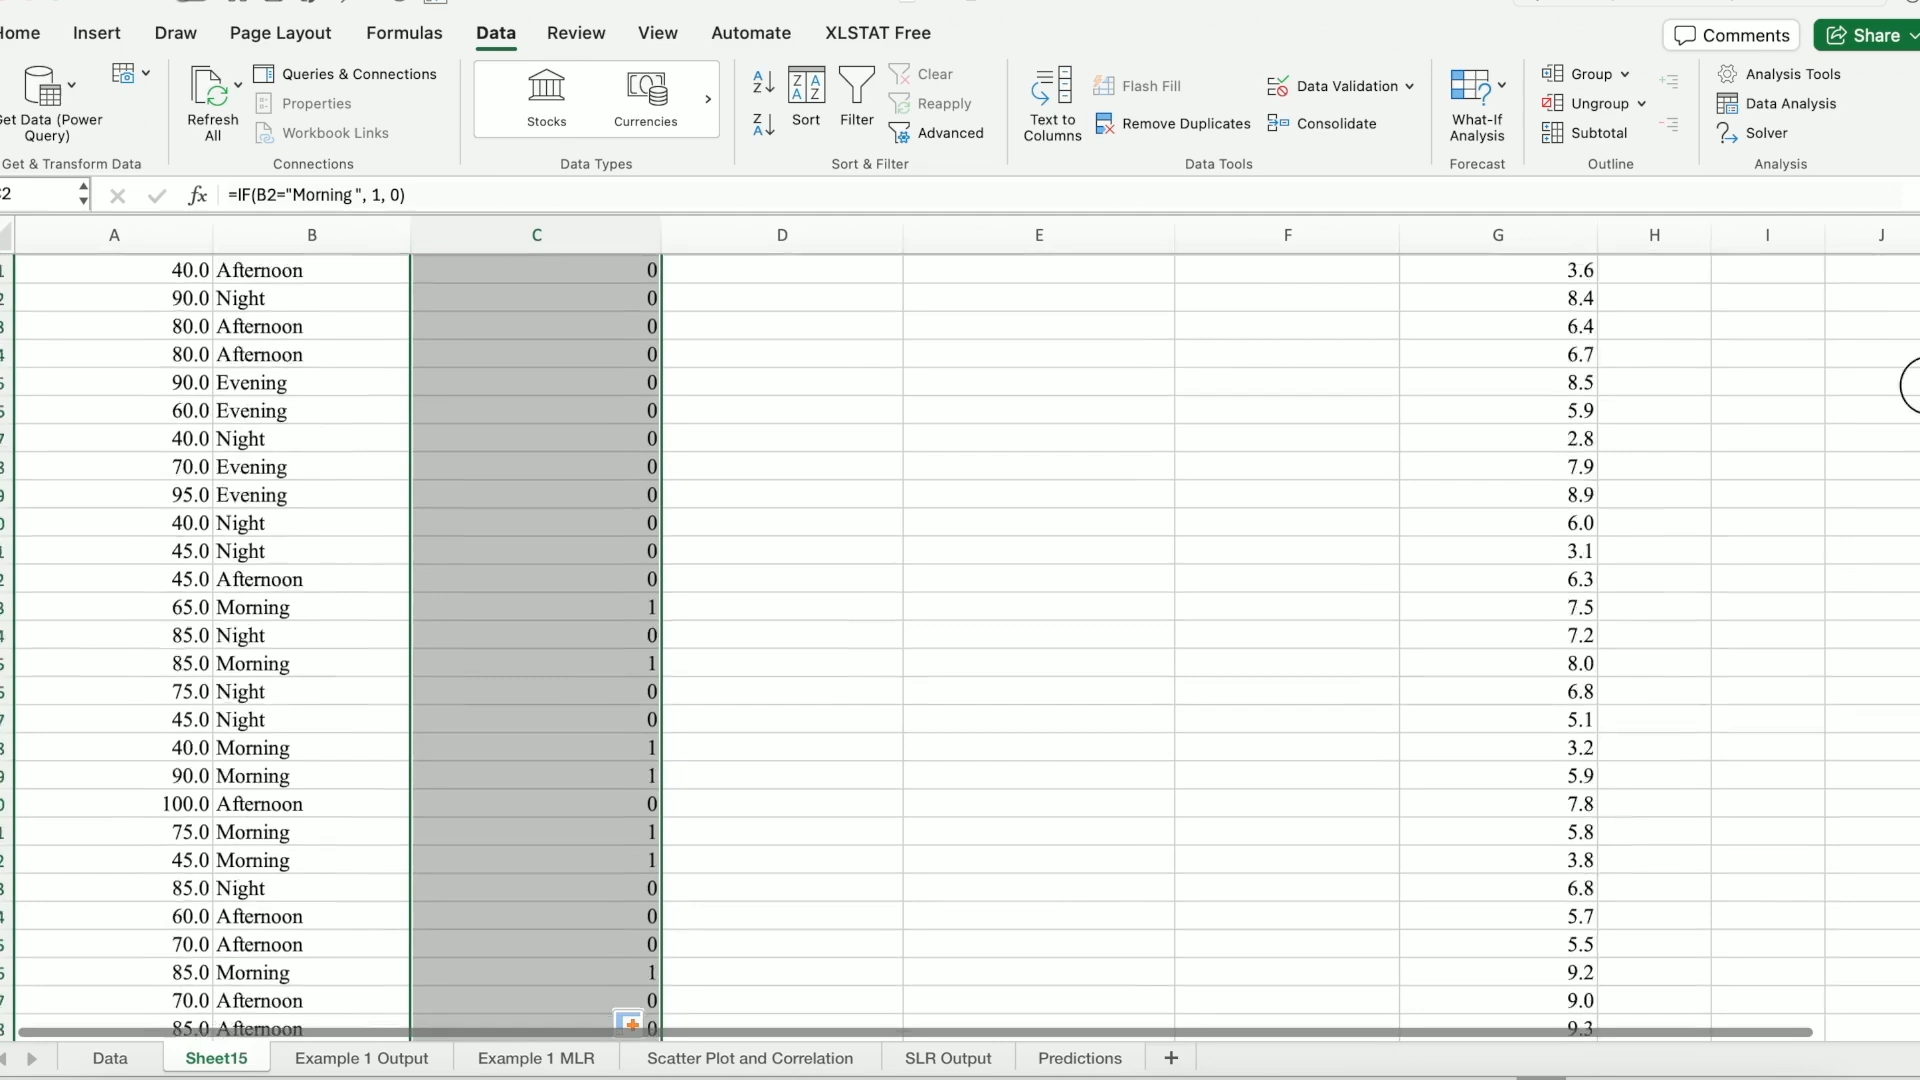 Home Insert Draw Page Layout Formulas Data Review View Automate XLSTAT Free Comments Share
Get Data (Power Query) Refresh All Queries & Connections Properties Workbook Links Stocks Currencies Sort Filter Clear Reapply Advanced Text to Columns Flash Fill Remove Duplicates Data Validation Consolidate What-If Analysis Group Ungroup Subtotal Analysis Tools Data Analysis Solver
Get & Transform Data Connections Data Types Sort & Filter Data Tools Forecast Outline Analysis
fx =IF(B2="Morning ", 1, 0)
A B C D E F G H I J
40.0 Afternoon 0 3.6
90.0 Night 0 8.4
80.0 Afternoon 0 6.4
80.0 Afternoon 0 6.7
90.0 Evening 0 8.5
60.0 Evening 0 5.9
40.0 Night 0 2.8
70.0 Evening 0 7.9
95.0 Evening 0 8.9
40.0 Night 0 6.0
45.0 Night 0 3.1
45.0 Afternoon 0 6.3
65.0 Morning 1 7.5
85.0 Night 0 7.2
85.0 Morning 1 8.0
75.0 Night 0 6.8
45.0 Night 0 5.1
40.0 Morning 1 3.2
90.0 Morning 1 5.9
100.0 Afternoon 0 7.8
75.0 Morning 1 5.8
45.0 Morning 1 3.8
85.0 Night 0 6.8
60.0 Afternoon 0 5.7
70.0 Afternoon 0 5.5
85.0 Morning 1 9.2
70.0 Afternoon 0 9.0
85.0 Afternoon 0 9.3
Data Sheet15 Example 1 Output Example 1 MLR Scatter Plot and Correlation SLR Output Predictions +